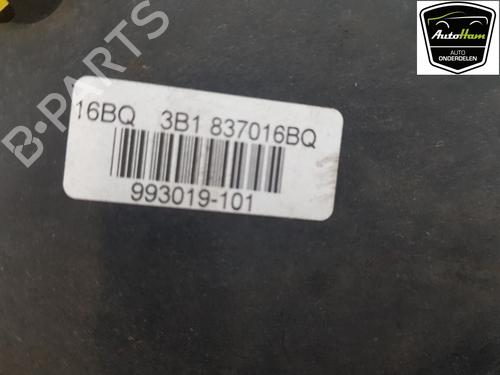 AutoHam
AUTO
ONDERDELEN
B-PARTS
16BQ 3B1 837016BQ
993019-101